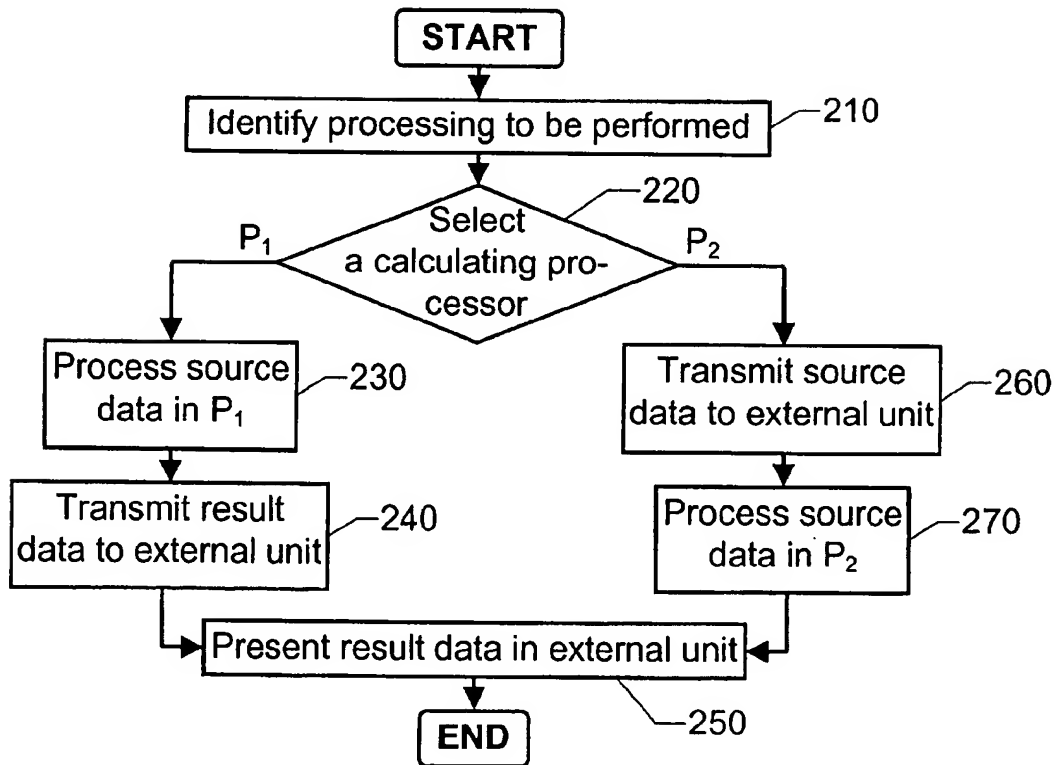 START
Identify processing to be performed
210
220
Select
a calculating pro-
cessor
P₁
P₂
Process source
data in P₁
230
Transmit result
data to external unit
240
Transmit source
data to external unit
260
Process source
data in P₂
270
Present result data in external unit
250
END